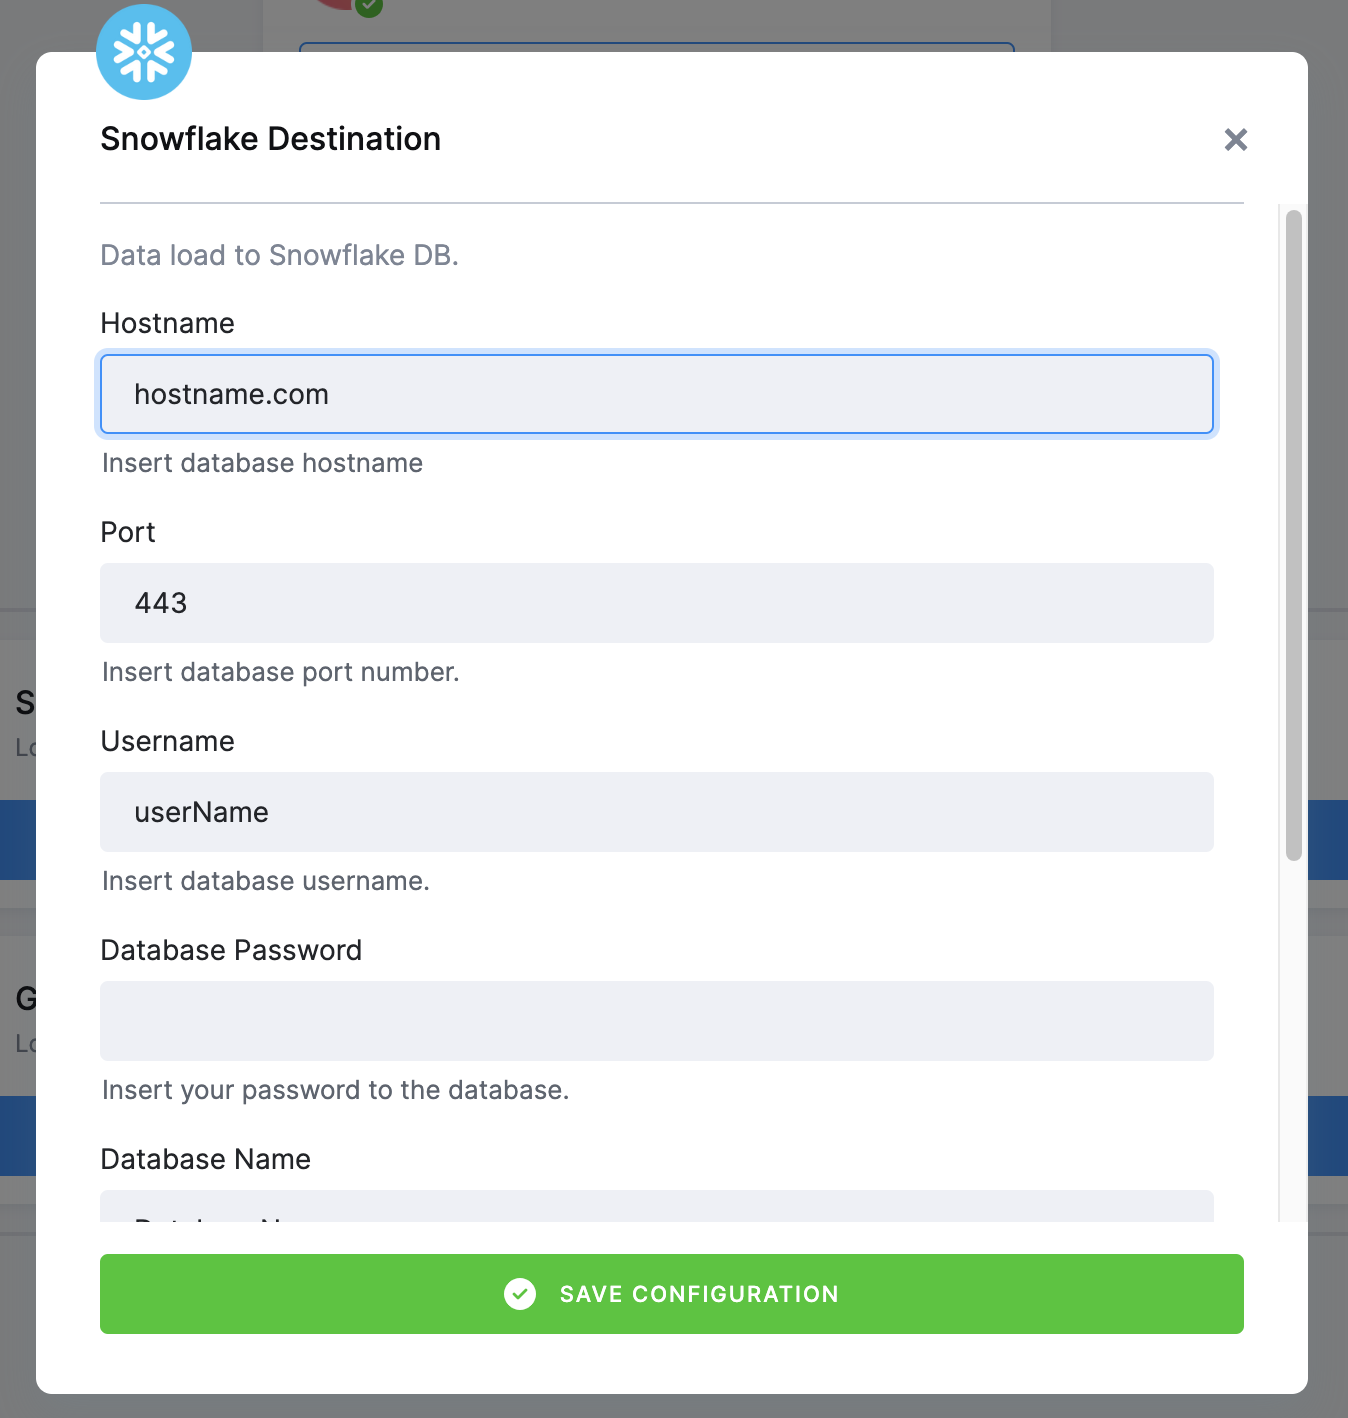 Snowflake Destination
Data load to Snowflake DB.
Hostname
hostname.com
Insert database hostname
Port
443
Insert database port number.
Username
userName
Insert database username.
Database Password
Insert your password to the database.
Database Name
SAVE CONFIGURATION